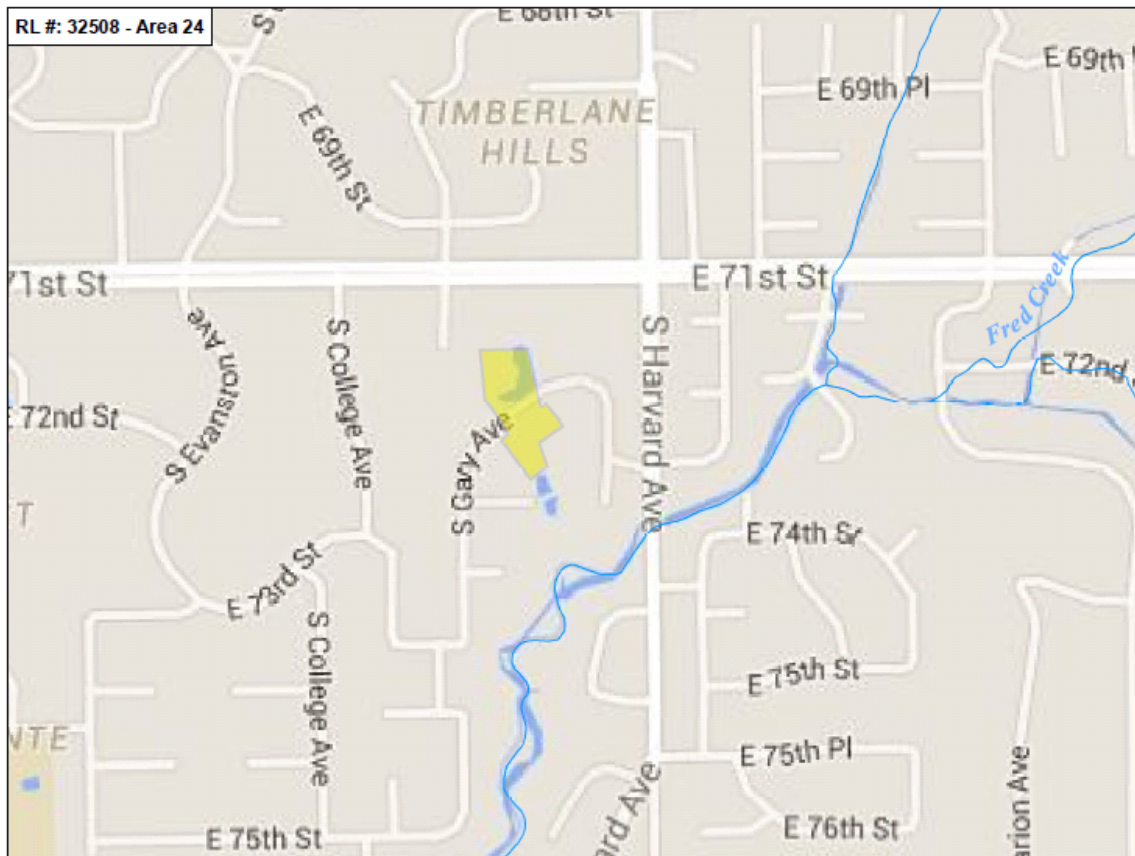 RL #: 32508 - Area 24
E 68th St
E 69th Pl
E 69th
TIMBERLANE
HILLS
E 69th St
71st St
E 71st St
Fred Creek
S Evanston Ave
S College Ave
S Harvard Ave
E 72nd
E 72nd St
S Gary Ave
E 74th St
E 73rd St
S College Ave
E 75th St
E 75th Pl
E 76th St
E 75th St